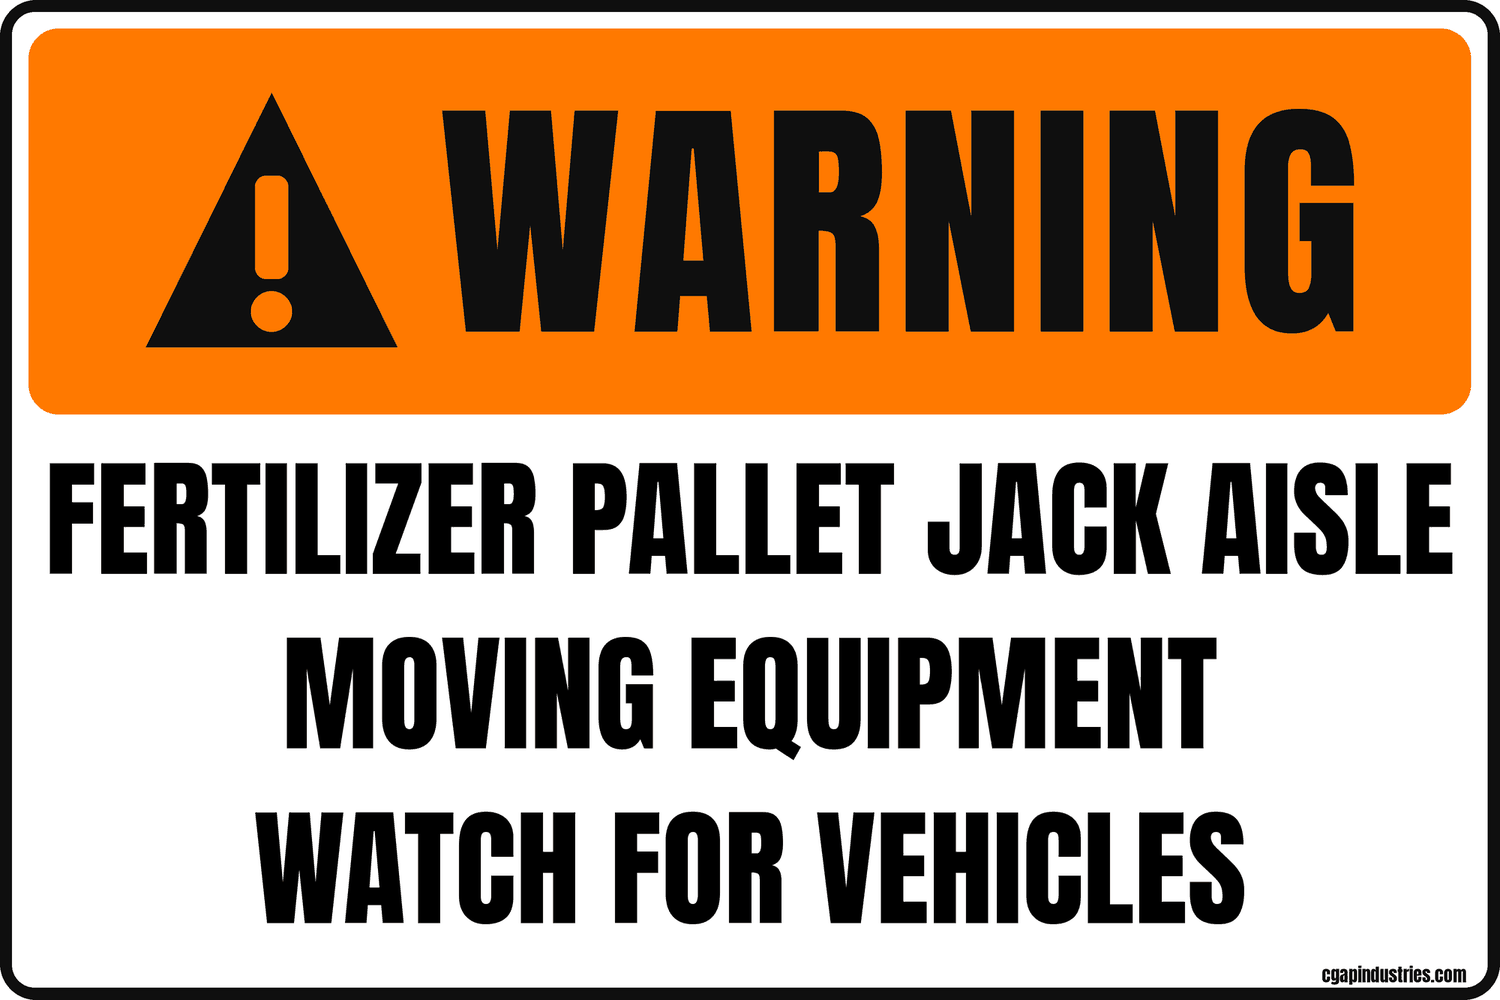 WARNING
FERTILIZER PALLET JACK AISLE
MOVING EQUIPMENT
WATCH FOR VEHICLES
cgapindustries.com